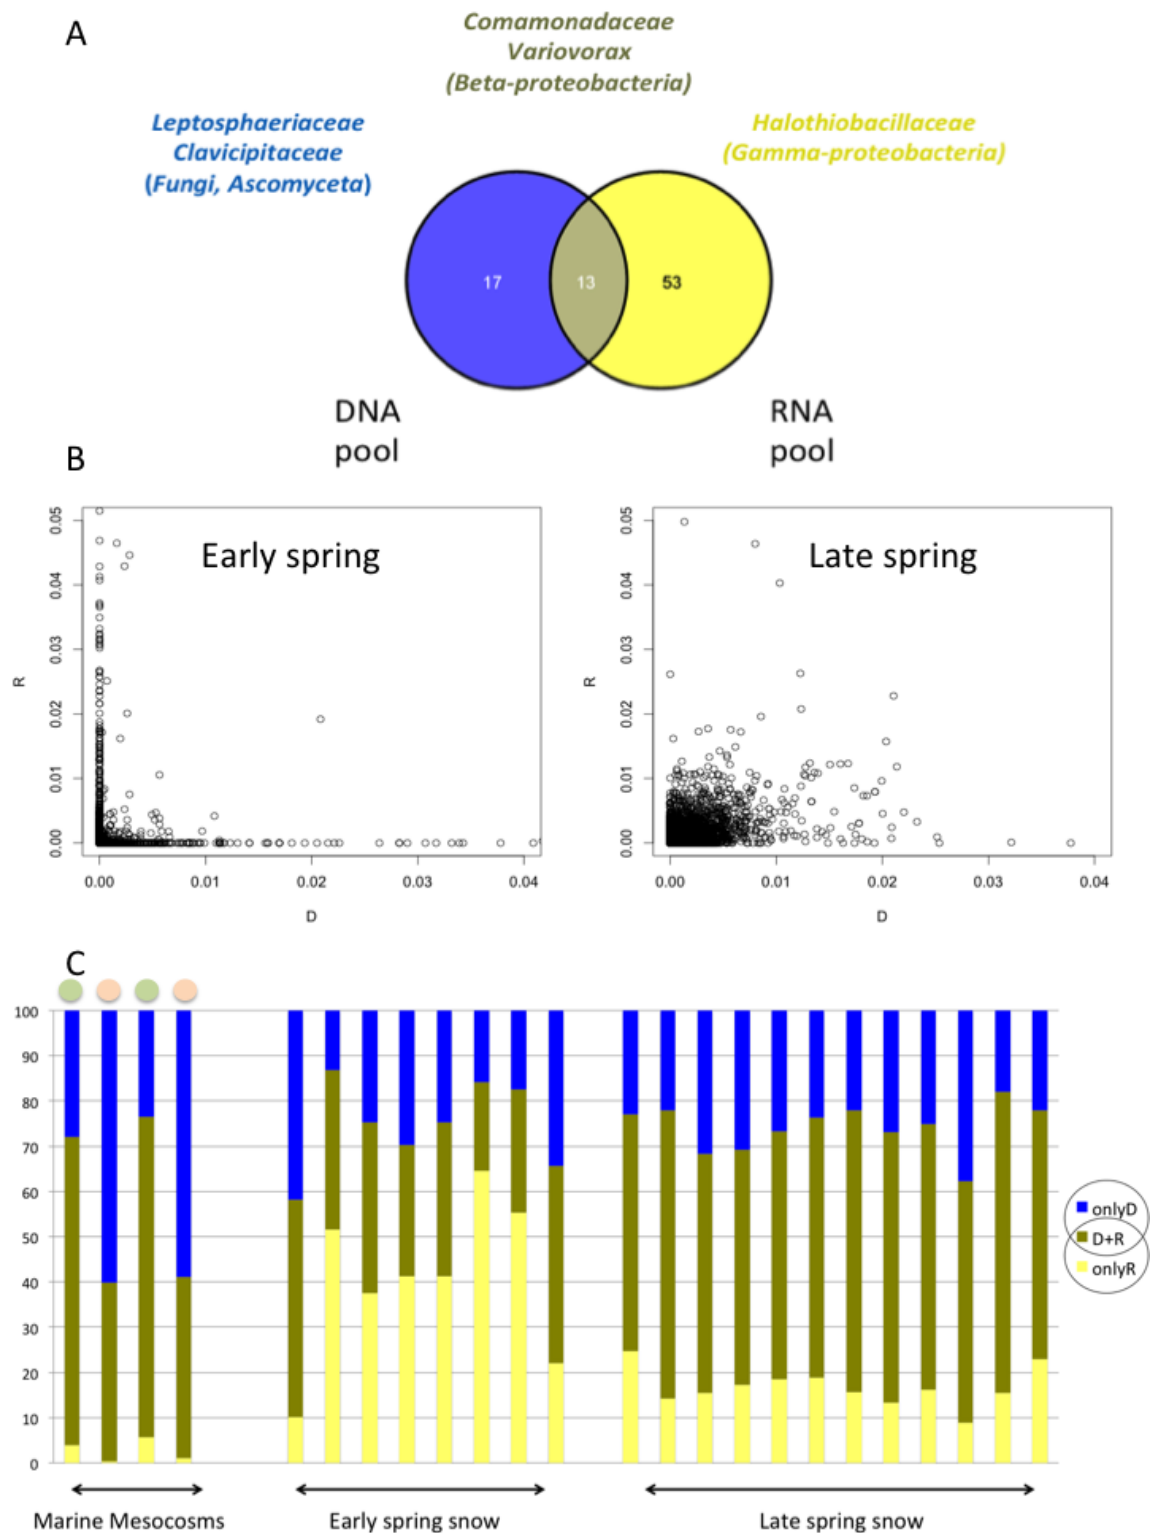 A
Comamonadaceae
Variovorax
(Beta-proteobacteria)
Leptosphaeriaceae
Clavicipitaceae
(Fungi, Ascomyceta)
Halothiobacillaceae
(Gamma-proteobacteria)
17
13
53
DNA
pool
RNA
pool
B
Early spring
R
0.05
0.04
0.03
0.02
0.01
0.00
0.00 0.01 0.02 0.03 0.04
D
Late spring
R
0.05
0.04
0.03
0.02
0.01
0.00
0.00 0.01 0.02 0.03 0.04
D
C
100
90
80
70
60
50
40
30
20
10
0
onlyD
D+R
onlyR
Marine Mesocosms
Early spring snow
Late spring snow